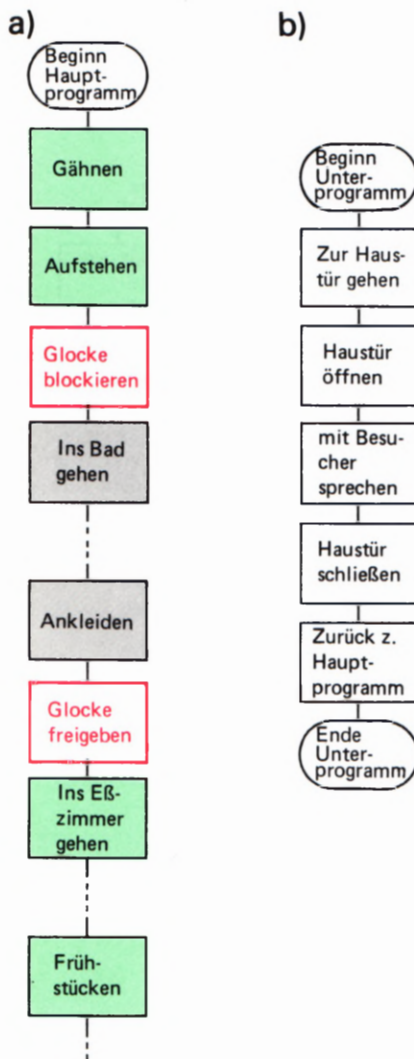 a)
Beginn
Haupt-
programm
Gähnen
Aufstehen
Glocke
blockieren
Ins Bad
gehen
Ankleiden
Glocke
freigeben
Ins Eß-
zimmer
gehen
Früh-
stücken
b)
Beginn
Unter-
programm
Zur Haus-
tür gehen
Haustür
öffnen
mit Besu-
cher
sprechen
Haustür
schließen
Zurück z.
Haupt-
programm
Ende
Unter-
programm